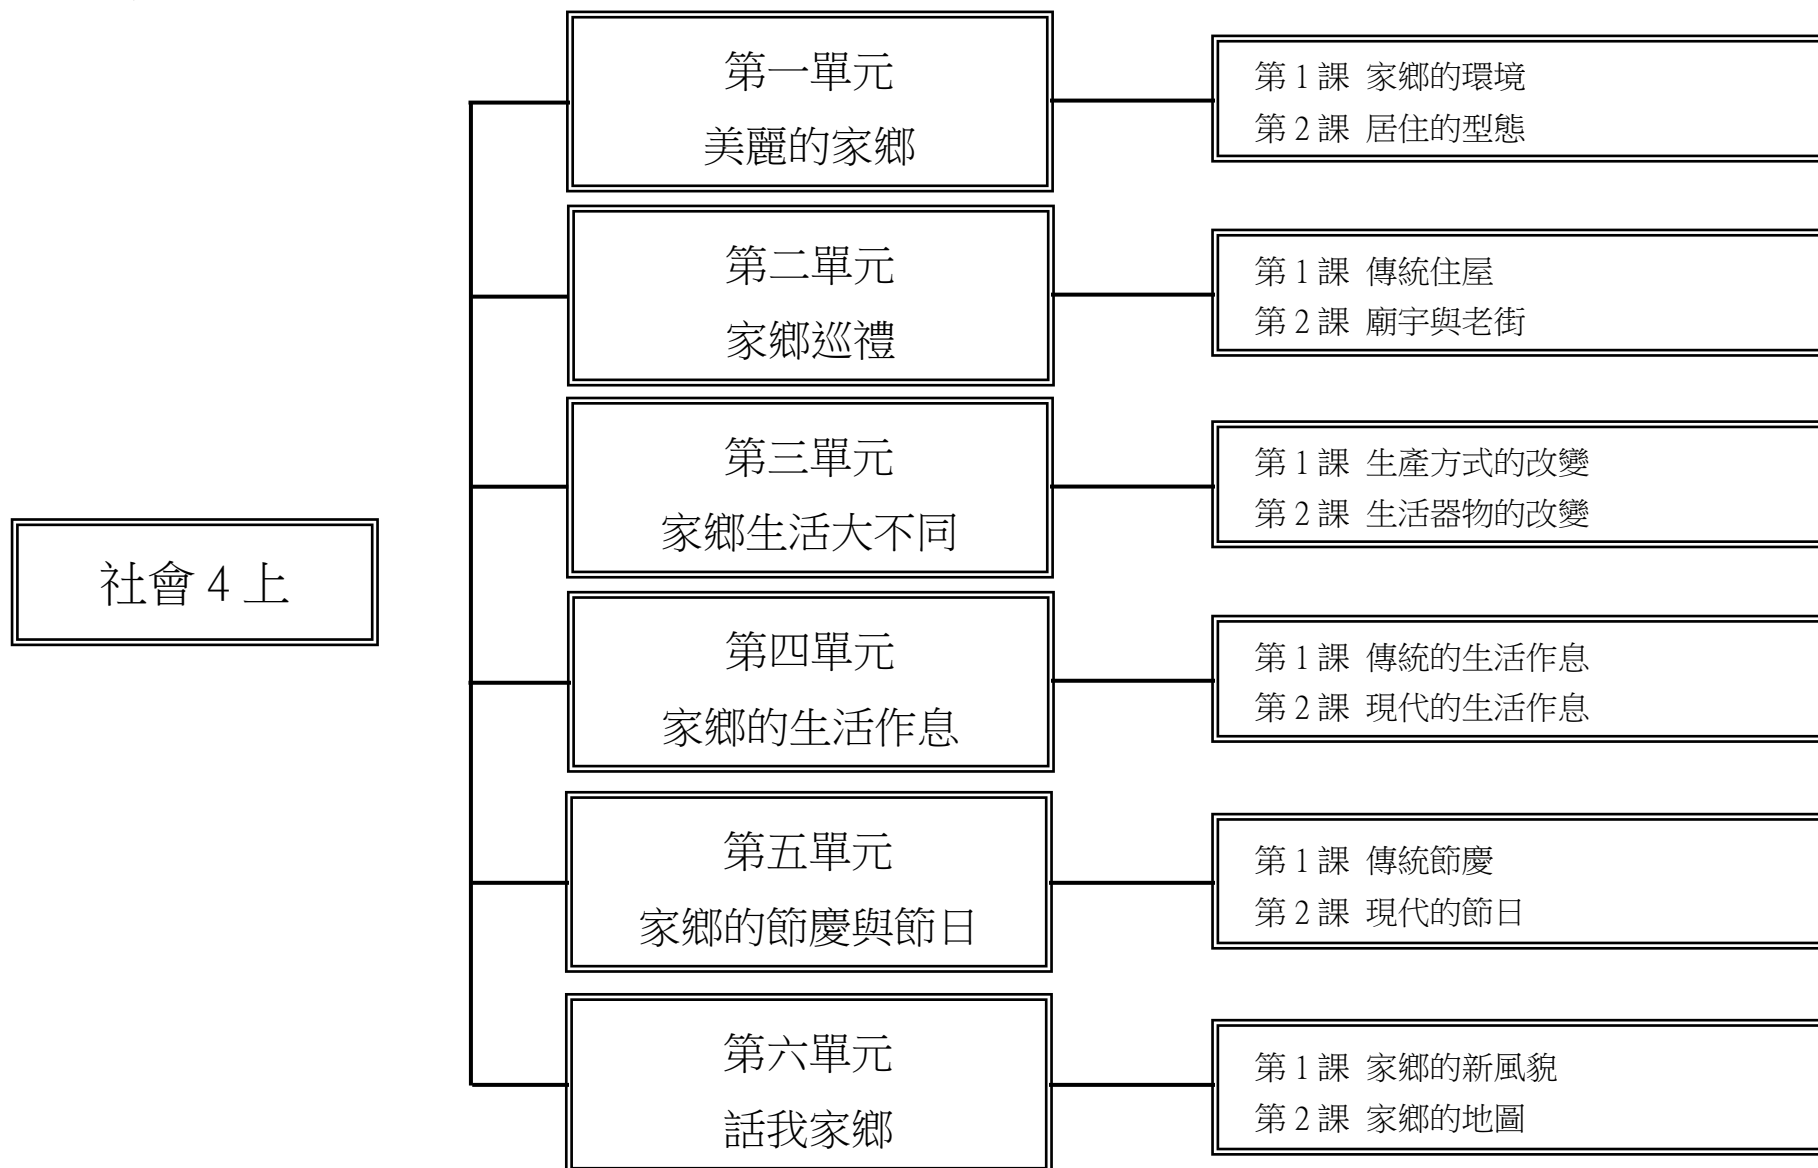 社會 4 上
第一單元
美麗的家鄉
第 1 課 家鄉的環境
第 2 課 居住的型態
第二單元
家鄉巡禮
第 1 課 傳統住屋
第 2 課 廟宇與老街
第三單元
家鄉生活大不同
第 1 課 生產方式的改變
第 2 課 生活器物的改變
第四單元
家鄉的生活作息
第 1 課 傳統的生活作息
第 2 課 現代的生活作息
第五單元
家鄉的節慶與節日
第 1 課 傳統節慶
第 2 課 現代的節日
第六單元
話我家鄉
第 1 課 家鄉的新風貌
第 2 課 家鄉的地圖